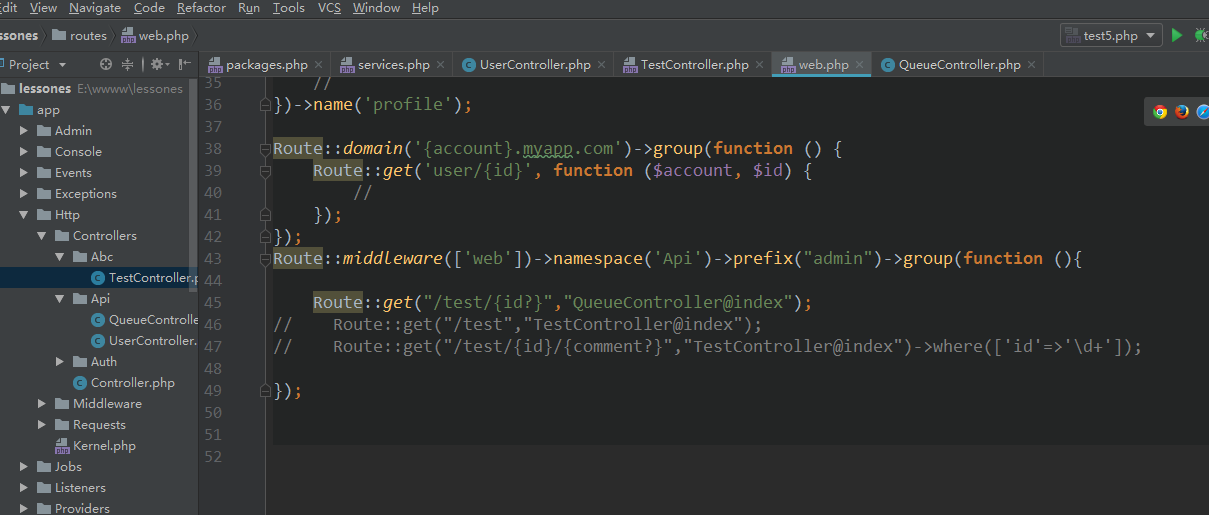 dit View Navigate Code Refactor Run Tools VCS Window Help
ssones routes web.php
test5.php
Project
packages.php services.php UserController.php TestController.php web.php QueueController.php
lessones E:\wwww\lessones
app
Admin
Console
Events
Exceptions
Http
Controllers
Abc
TestController.p
Api
QueueControlle
UserController.
Auth
Controller.php
Middleware
Requests
Kernel.php
Jobs
Listeners
Providers
35 //
36 })->name('profile');
37
38 Route::domain('{account}.myapp.com')->group(function () {
39 Route::get('user/{id}', function ($account, $id) {
40 //
41 });
42 });
43 Route::middleware(['web'])->namespace('Api')->prefix("admin")->group(function (){
44
45 Route::get("/test/{id?}","QueueController@index");
46 // Route::get("/test","TestController@index");
47 // Route::get("/test/{id}/{comment?}","TestController@index")->where(['id'=>'\d+']);
48
49 });
50
51
52